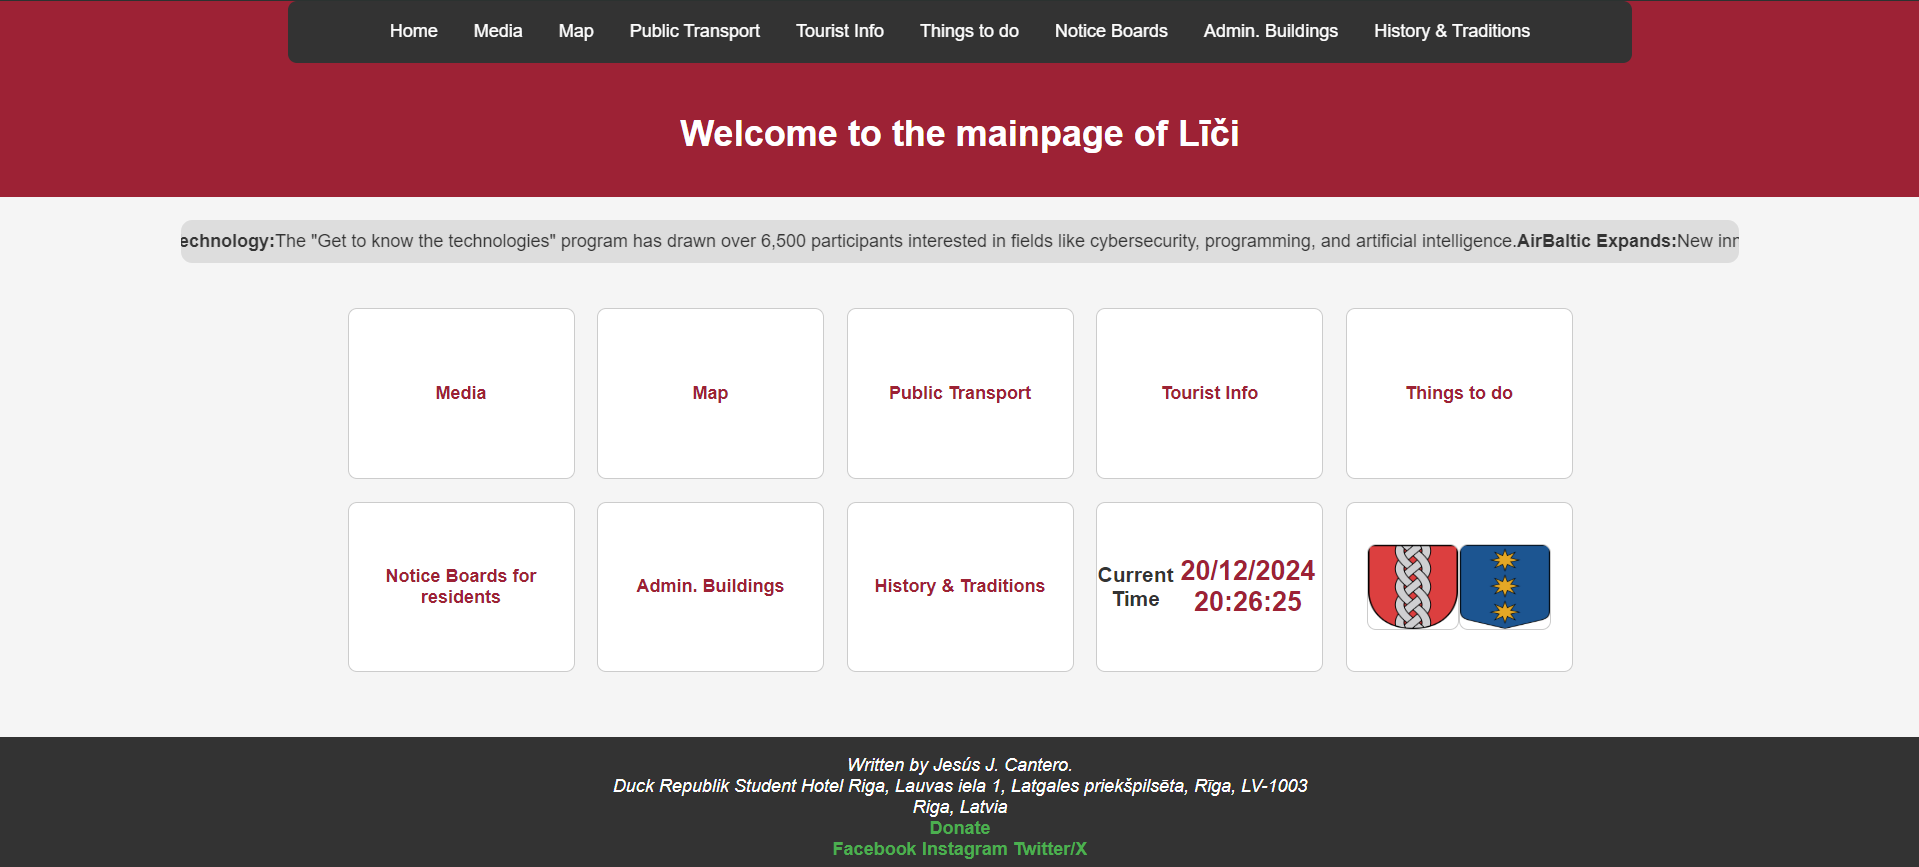 Home Media Map Public Transport Tourist Info Things to do Notice Boards Admin. Buildings History & Traditions
Welcome to the mainpage of Līči
echnology:The "Get to know the technologies" program has drawn over 6,500 participants interested in fields like cybersecurity, programming, and artificial intelligence.AirBaltic Expands:New inn
Media
Map
Public Transport
Tourist Info
Things to do
Notice Boards for
residents
Admin. Buildings
History & Traditions
Current
Time
20/12/2024
20:26:25
Written by Jesús J. Cantero.
Duck Republik Student Hotel Riga, Lauvas iela 1, Latgales priekšpilsēta, Rīga, LV-1003
Riga, Latvia
Donate
Facebook Instagram Twitter/X